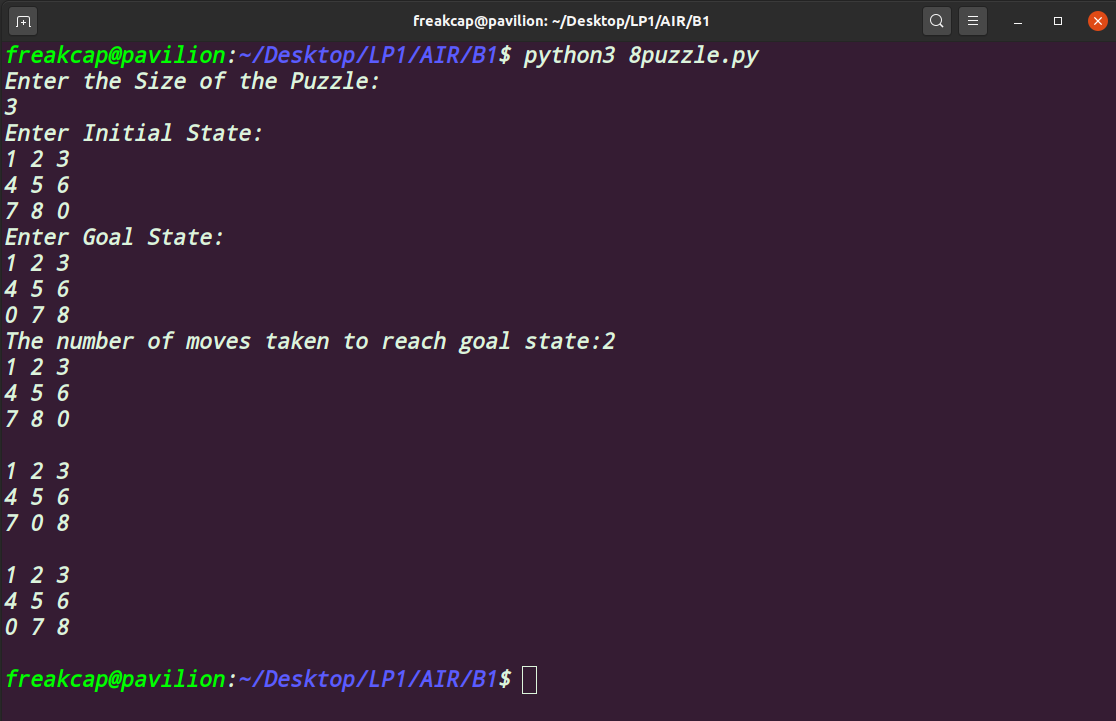 freakcap@pavilion: ~/Desktop/LP1/AIR/B1
freakcap@pavilion:~/Desktop/LP1/AIR/B1$ python3 8puzzle.py
Enter the Size of the Puzzle:
3
Enter Initial State:
1 2 3
4 5 6
7 8 0
Enter Goal State:
1 2 3
4 5 6
0 7 8
The number of moves taken to reach goal state:2
1 2 3
4 5 6
7 8 0
1 2 3
4 5 6
7 0 8
1 2 3
4 5 6
0 7 8
freakcap@pavilion:~/Desktop/LP1/AIR/B1$